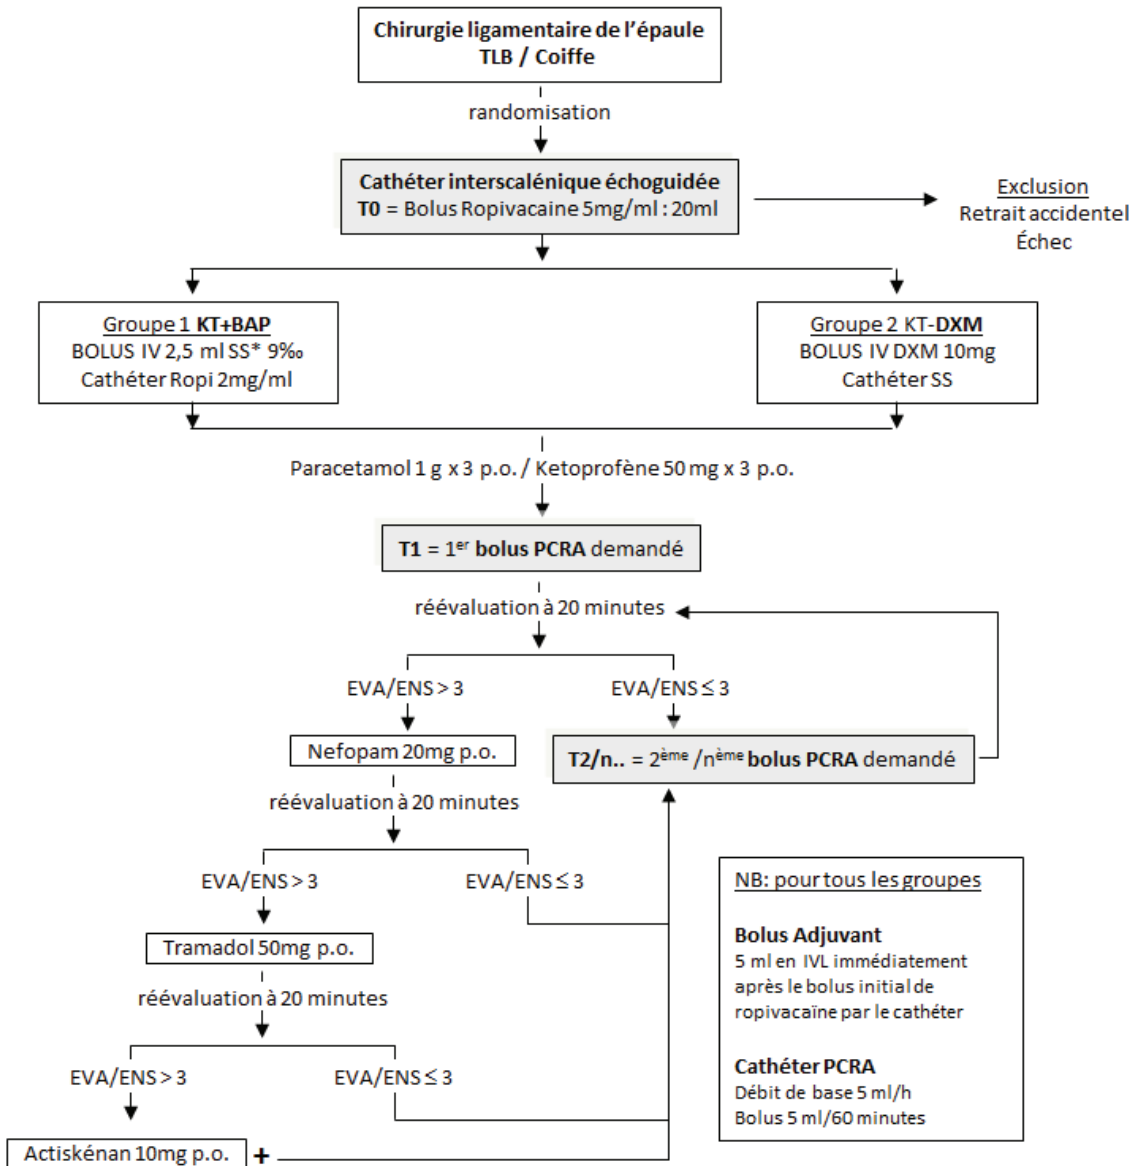 Chirurgie ligamentaire de l’épaule
TLB / Coiffe
randomisation
Cathéter interscalénique échoguidée
T0 = Bolus Ropivacaine 5mg/ml : 20ml
Exclusion
Retrait accidentel
Échec
Groupe 1 KT+BAP
BOLUS IV 2,5 ml SS* 9‰
Cathéter Ropi 2mg/ml
Groupe 2 KT-DXM
BOLUS IV DXM 10mg
Cathéter SS
Paracetamol 1 g x 3 p.o. / Ketoprofène 50 mg x 3 p.o.
T1 = 1er bolus PCRA demandé
réévaluation à 20 minutes
EVA/ENS > 3
EVA/ENS ≤ 3
Nefopam 20mg p.o.
T2/n.. = 2ème /nème bolus PCRA demandé
réévaluation à 20 minutes
EVA/ENS > 3
EVA/ENS ≤ 3
Tramadol 50mg p.o.
réévaluation à 20 minutes
EVA/ENS > 3
EVA/ENS ≤ 3
Actiskénan 10mg p.o. +
NB: pour tous les groupes
Bolus Adjuvant
5 ml en IVL immédiatement
après le bolus initial de
ropivacaïne par le cathéter
Cathéter PCRA
Débit de base 5 ml/h
Bolus 5 ml/60 minutes